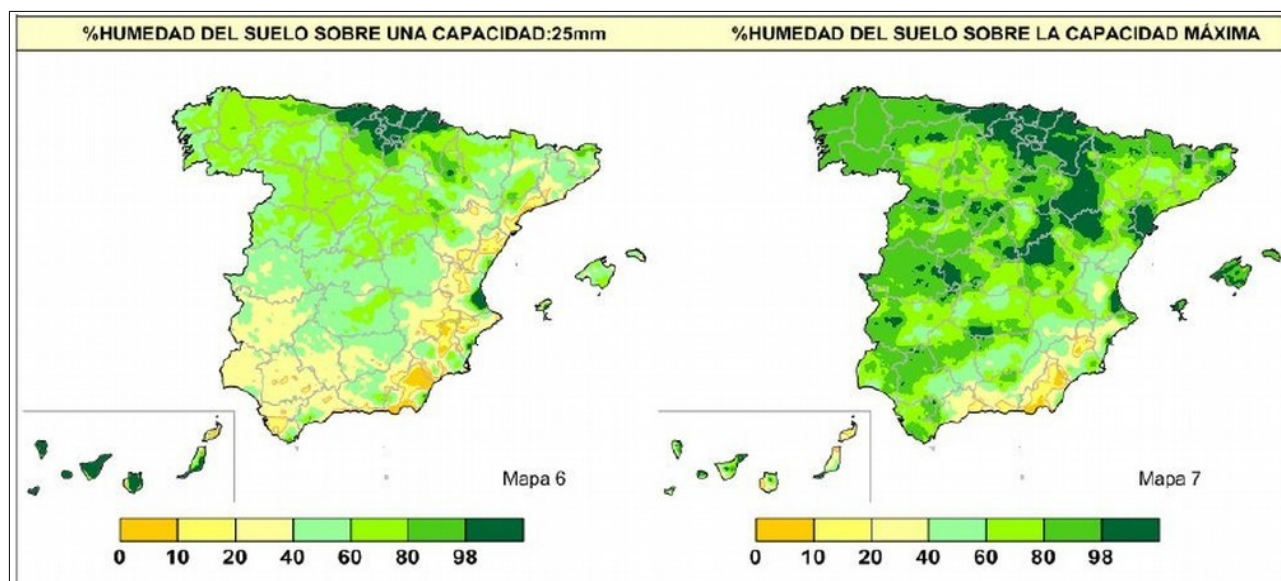 %HUMEDAD DEL SUELO SOBRE UNA CAPACIDAD:25mm
%HUMEDAD DEL SUELO SOBRE LA CAPACIDAD MÁXIMA
Mapa 6
Mapa 7
0 10 20 40 60 80 98
0 10 20 40 60 80 98